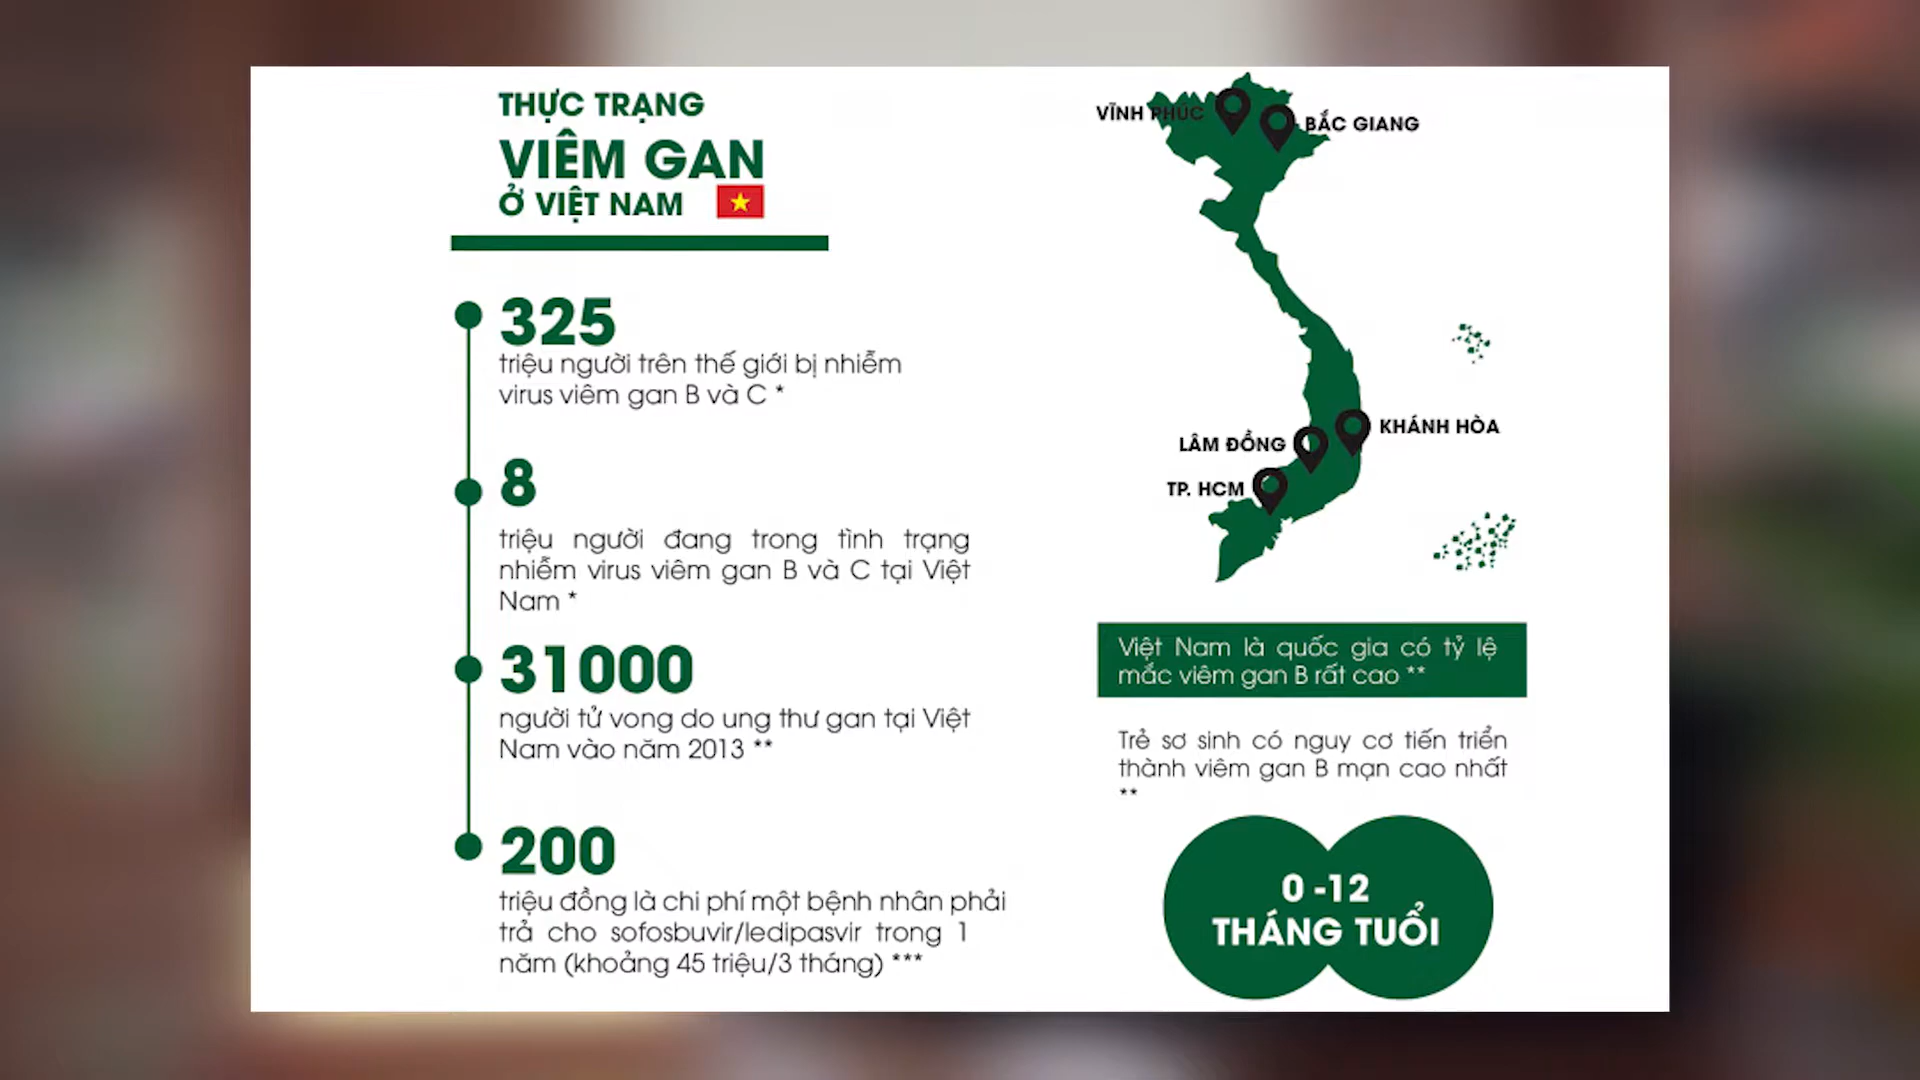 THỰC TRẠNG
VIÊM GAN
Ở VIỆT NAM
325
triệu người trên thế giới bị nhiễm
virus viêm gan B và C *
8
triệu người đang trong tình trạng
nhiễm virus viêm gan B và C tại Việt
Nam *
31000
người tử vong do ung thư gan tại Việt
Nam vào năm 2013 **
200
triệu đồng là chi phí một bệnh nhân phải
trả cho sofosbuvir/ledipasvir trong 1
năm (khoảng 45 triệu/3 tháng) ***
VĨNH PHÚC
BẮC GIANG
KHÁNH HÒA
LÂM ĐỒNG
TP. HCM
Việt Nam là quốc gia có tỷ lệ
mắc viêm gan B rất cao **
Trẻ sơ sinh có nguy cơ tiến triển
thành viêm gan B mạn cao nhất
**
0 -12
THÁNG TUỔI